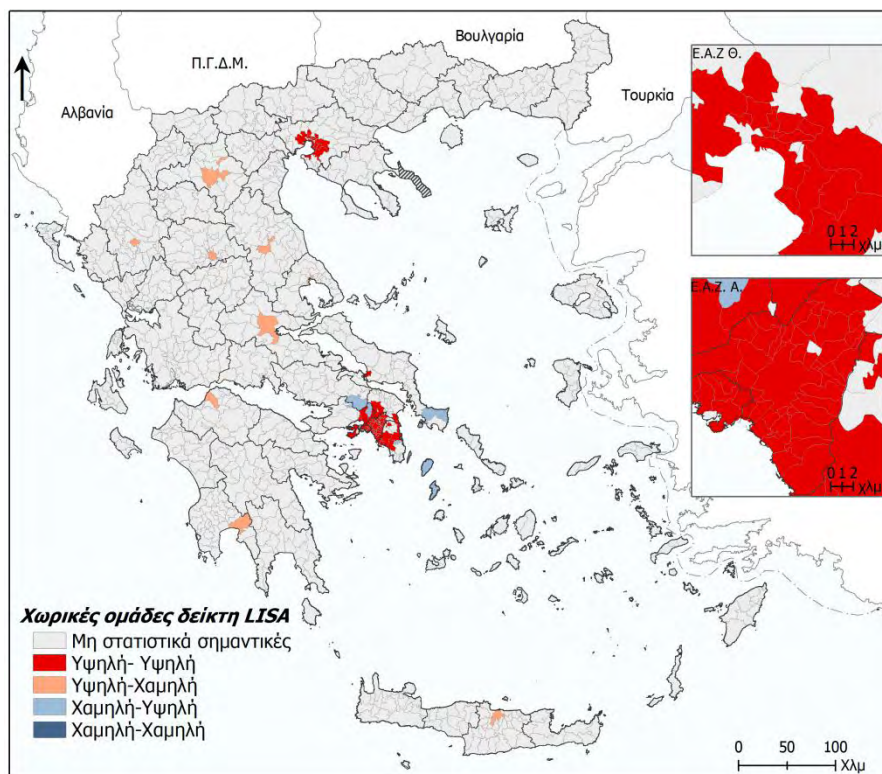 Βουλγαρία
Π.Γ.Δ.Μ.
Αλβανία
Τουρκία
Ε.Α.Ζ Θ.
0 1 2
χλμ
Ε.Α.Ζ. Α.
0 1 2
χλμ
Χωρικές ομάδες δείκτη LISA
Μη στατιστικά σημαντικές
Υψηλή- Υψηλή
Υψηλή-Χαμηλή
Χαμηλή-Υψηλή
Χαμηλή-Χαμηλή
0 50 100
Χλμ